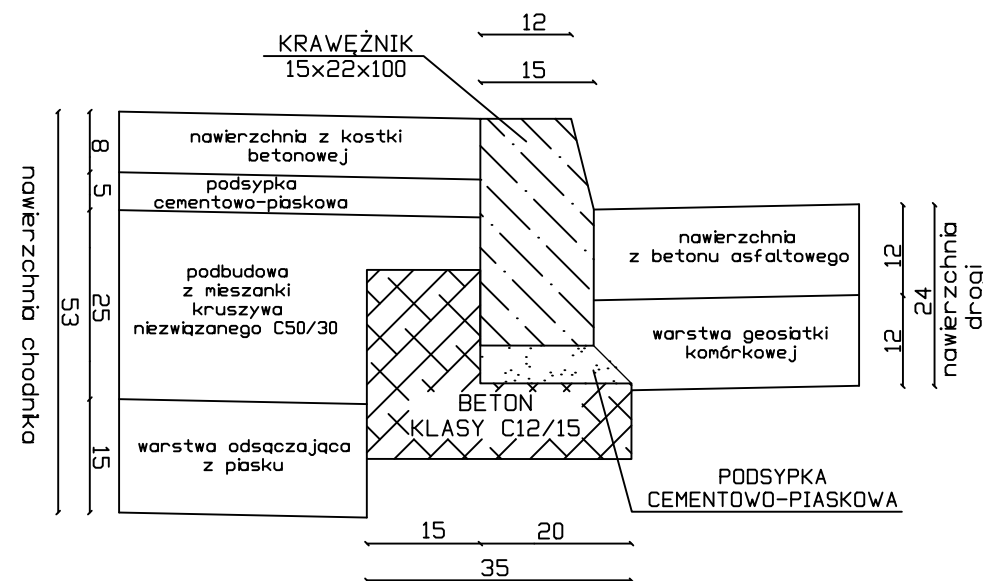 12
KRAWĘŻNIK
15x22x100
15
nawierzchnia z kostki
betonowej
8
podsypka
cementowo-piaskowa
5
podbudowa
z mieszanki
kruszywa
niezwiązanego C50/30
25
53
nawierzchnia chodnika
warstwa odsączająca
z piasku
15
nawierzchnia
z betonu asfaltowego
12
24
nawierzchnia
drogi
warstwa geosiatki
komórkowej
12
BETON
KLASY C12/15
PODSYPKA
CEMENTOWO-PIASKOWA
15
20
35